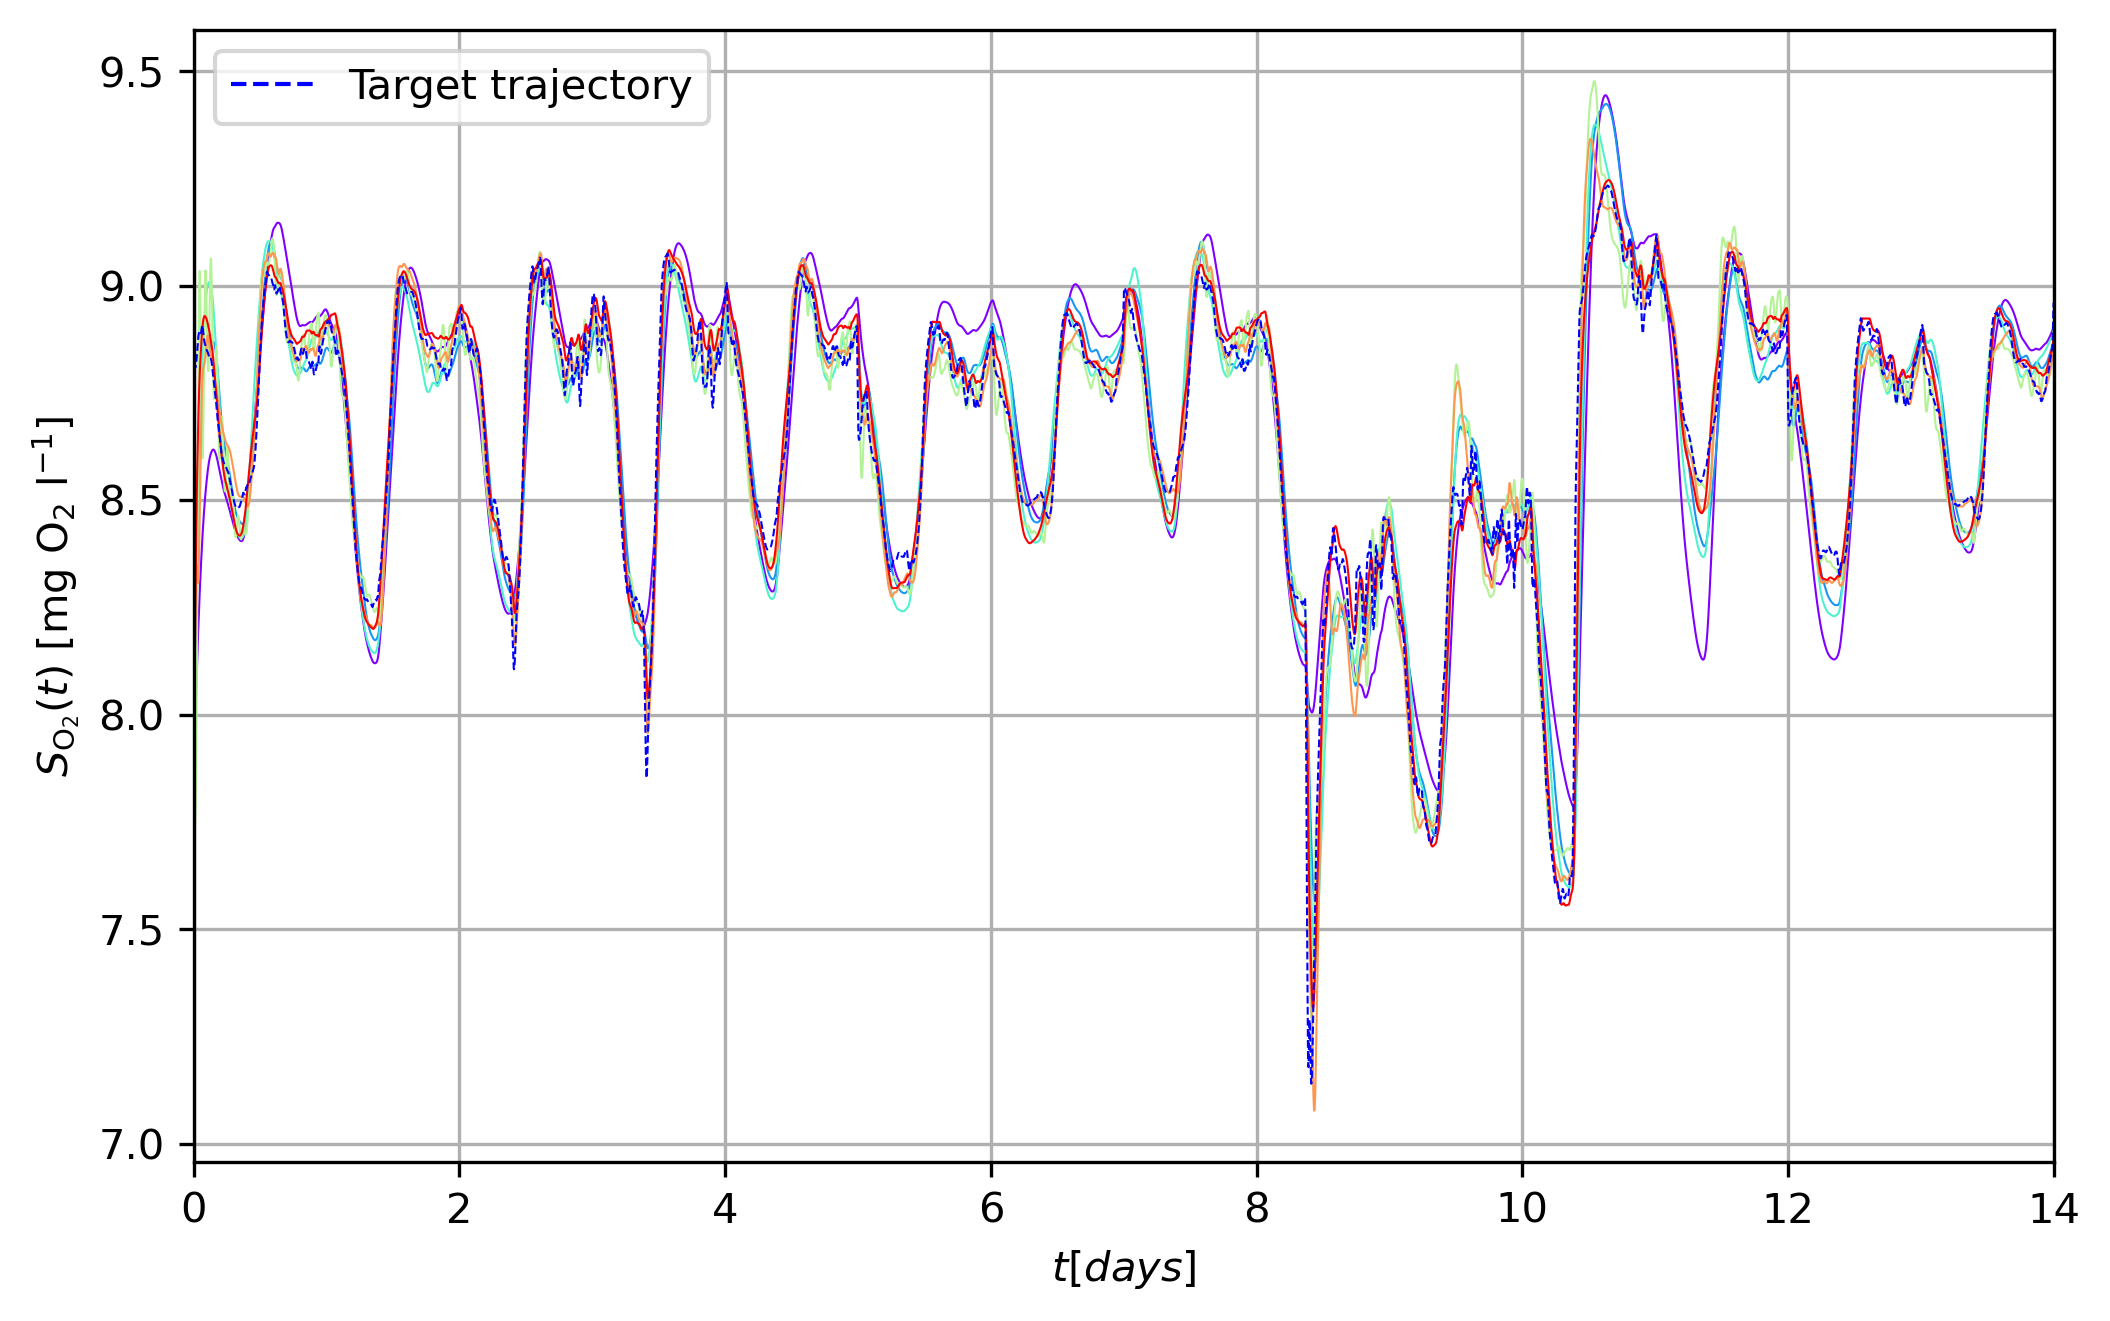 Target trajectory
9.5
9.0
8.5
8.0
7.5
7.0
S_{O_2}(t) [mg O_2 l^{-1}]
0 2 4 6 8 10 12 14
t[days]